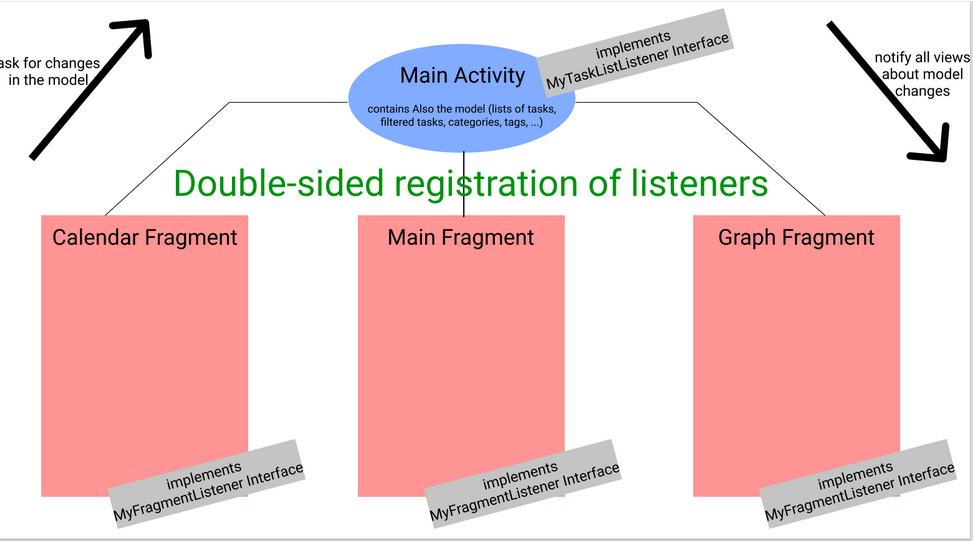 ask for changes
in the model
Main Activity
contains Also the model (lists of tasks,
filtered tasks, categories, tags, ...)
implements
MyTaskListListener Interface
notify all views
about model
changes
Double-sided registration of listeners
Calendar Fragment
Main Fragment
Graph Fragment
implements
MyFragmentListener Interface
implements
MyFragmentListener Interface
implements
MyFragmentListener Interface